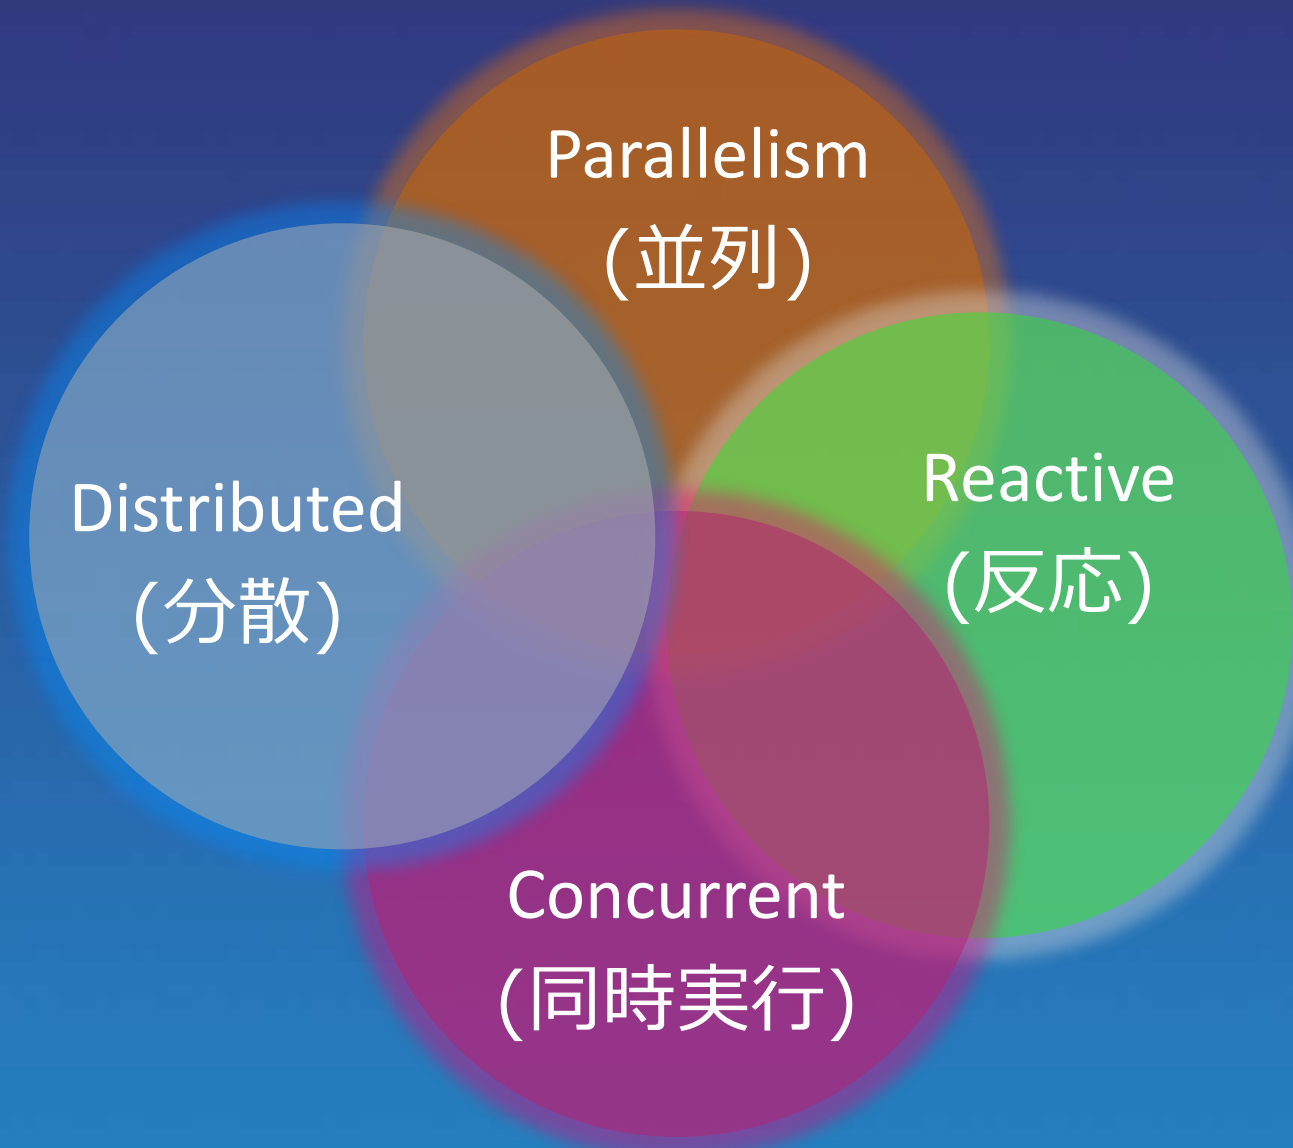 Parallelism
(並列)
Reactive
(反応)
Distributed
(分散)
Concurrent
(同時実行)